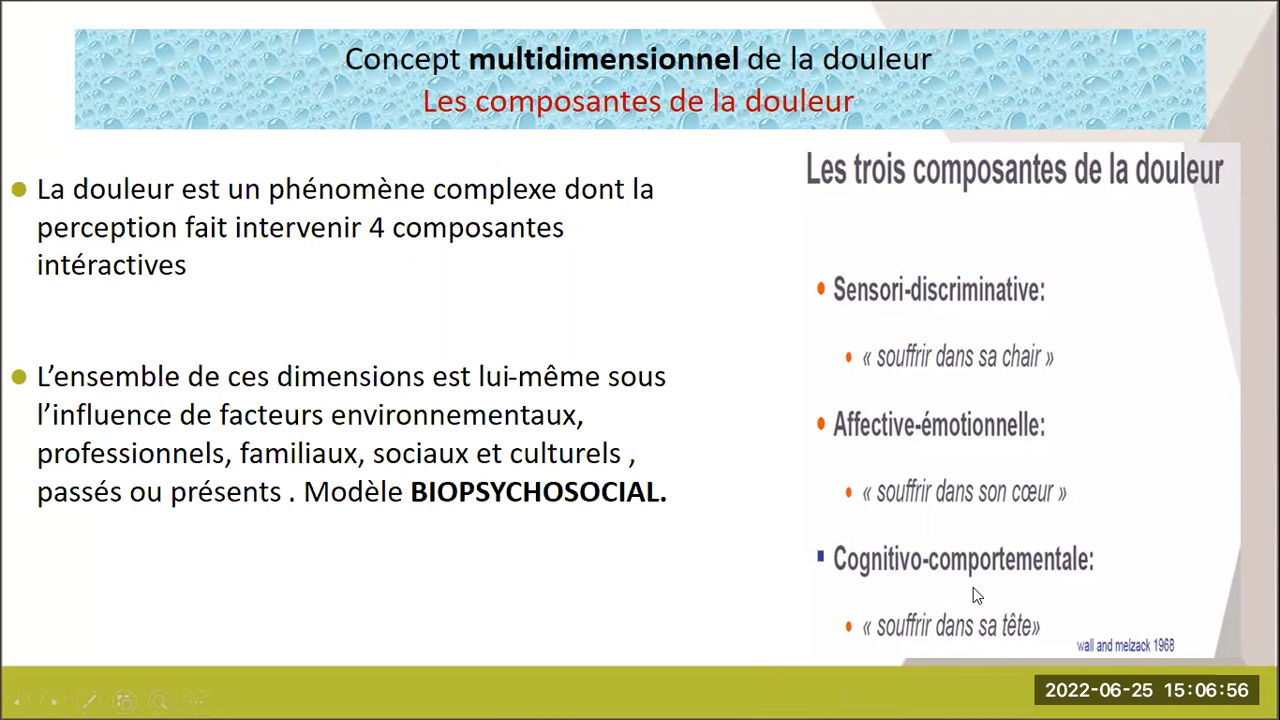 Concept multidimensionnel de la douleur
Les composantes de la douleur
La douleur est un phénomène complexe dont la
perception fait intervenir 4 composantes
intéractives
L’ensemble de ces dimensions est lui-même sous
l’influence de facteurs environnementaux,
professionnels, familiaux, sociaux et culturels ,
passés ou présents . Modèle BIOPSYCHOSOCIAL.
Les trois composantes de la douleur
Sensori-discriminative:
« souffrir dans sa chair »
Affective-émotionnelle:
« souffrir dans son cœur »
Cognitivo-comportementale:
« souffrir dans sa tête»
wall and melzack 1968
2022-06-25 15:06:56